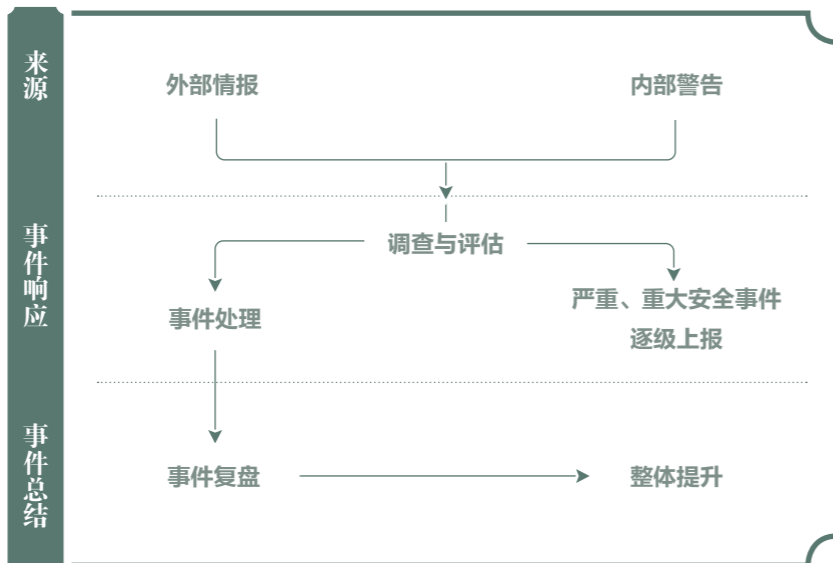 来源
外部情报
内部警告
事件响应
调查与评估
事件处理
严重、重大安全事件
逐级上报
事件总结
事件复盘
整体提升